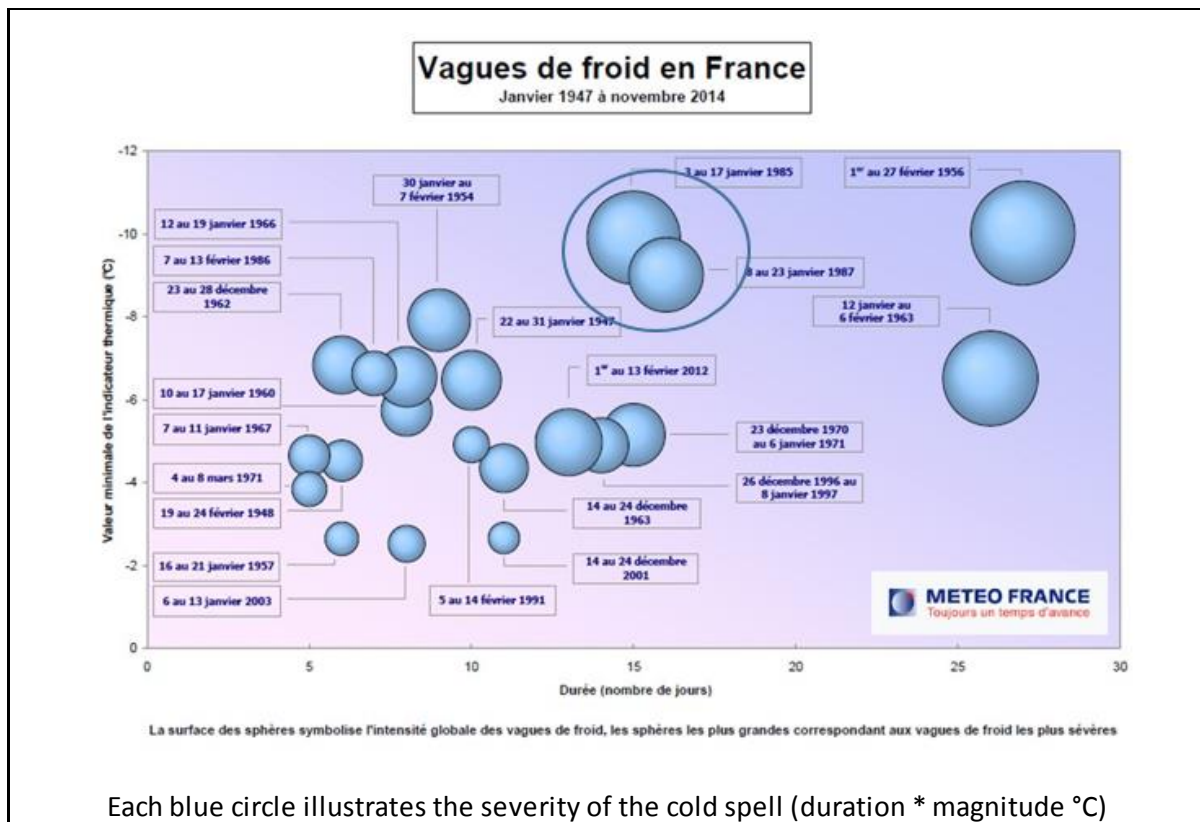 Vagues de froid en France
Janvier 1947 à novembre 2014
-12
-10
-8
-6
-4
-2
0
Valeur minimale de l'indicateur thermique (°C)
30 janvier au
7 février 1954
3 au 17 janvier 1985
1er au 27 février 1956
12 au 19 janvier 1966
7 au 13 février 1986
23 au 28 décembre
1962
8 au 23 janvier 1987
12 janvier au
6 février 1963
22 au 31 janvier 1947
1er au 13 février 2012
10 au 17 janvier 1960
7 au 11 janvier 1967
4 au 8 mars 1971
19 au 24 février 1948
23 décembre 1970
au 6 janvier 1971
26 décembre 1996 au
8 janvier 1997
14 au 24 décembre
1963
16 au 21 janvier 1957
6 au 13 janvier 2003
5 au 14 février 1991
14 au 24 décembre
2001
METEO FRANCE
Toujours un temps d'avance
0 5 10 15 20 25 30
Durée (nombre de jours)
La surface des sphères symbolise l'intensité globale des vagues de froid, les sphères les plus grandes correspondant aux vagues de froid les plus sévères
Each blue circle illustrates the severity of the cold spell (duration * magnitude °C)